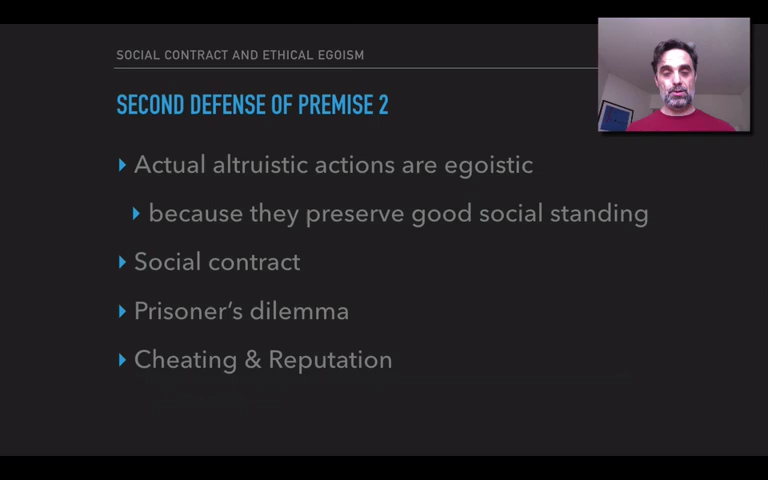 SOCIAL CONTRACT AND ETHICAL EGOISM
SECOND DEFENSE OF PREMISE 2
Actual altruistic actions are egoistic
because they preserve good social standing
Social contract
Prisoner's dilemma
Cheating & Reputation